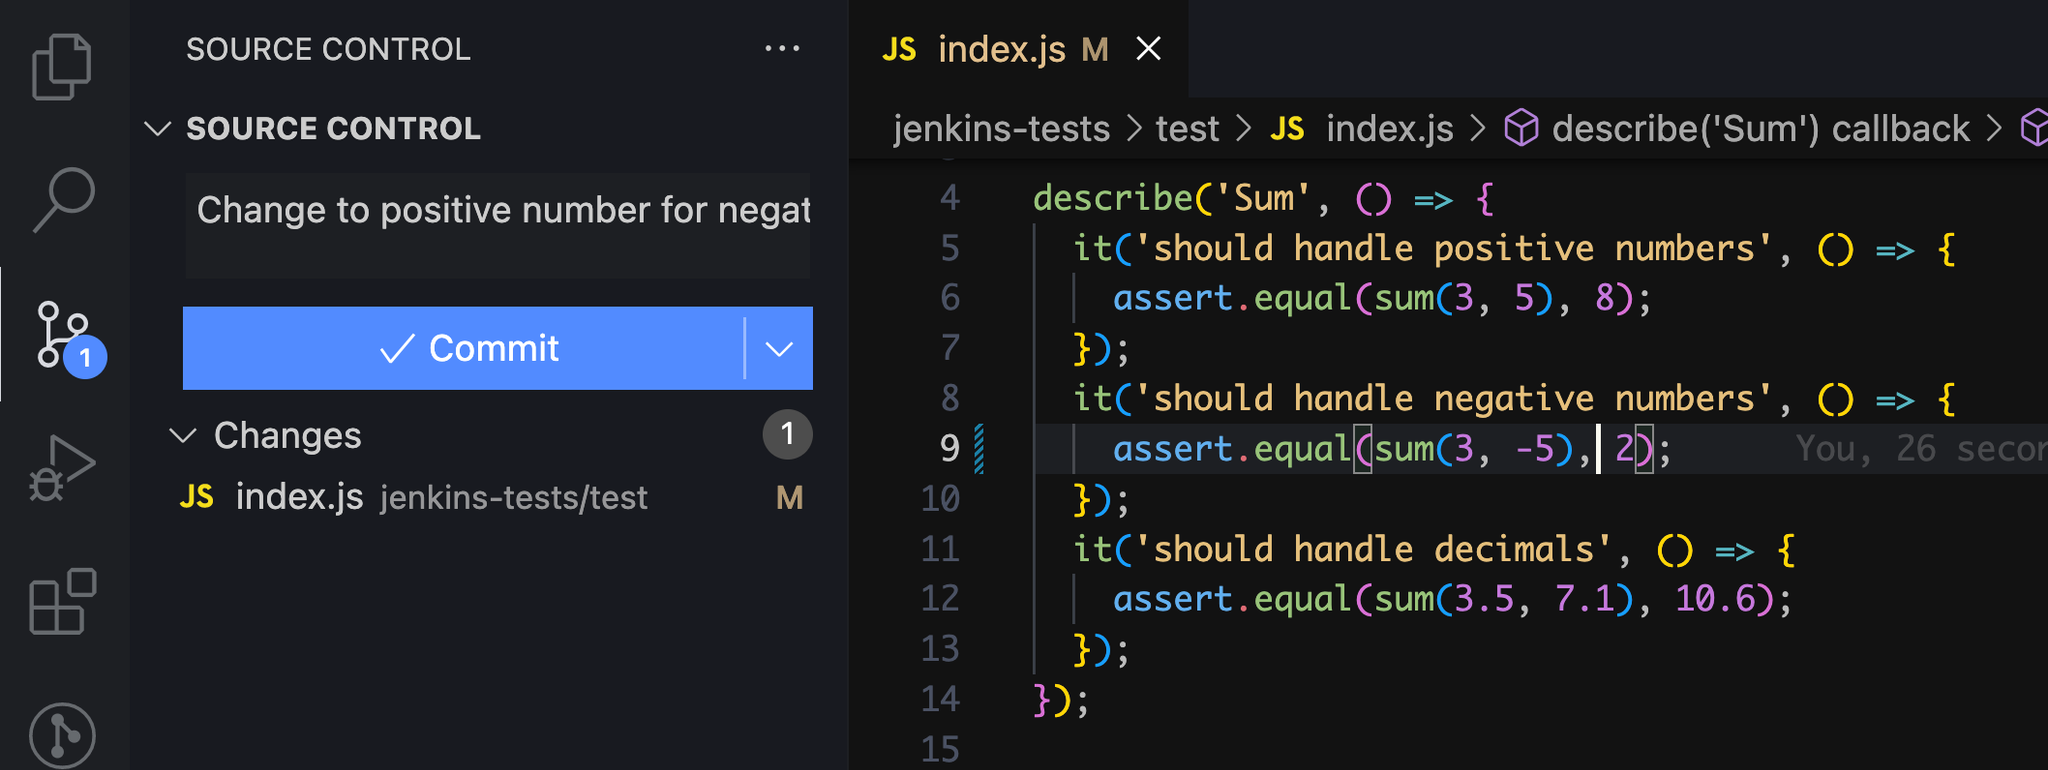 SOURCE CONTROL ...
SOURCE CONTROL
Change to positive number for negat
Commit
Changes 1
JS index.js jenkins-tests/test M
1
JS index.js M
jenkins-tests > test > JS index.js > describe('Sum') callback >
4 describe('Sum', () => {
5 it('should handle positive numbers', () => {
6 assert.equal(sum(3, 5), 8);
7 });
8 it('should handle negative numbers', () => {
9 assert.equal(sum(3, -5), 2); You, 26 secon
10 });
11 it('should handle decimals', () => {
12 assert.equal(sum(3.5, 7.1), 10.6);
13 });
14 });
15